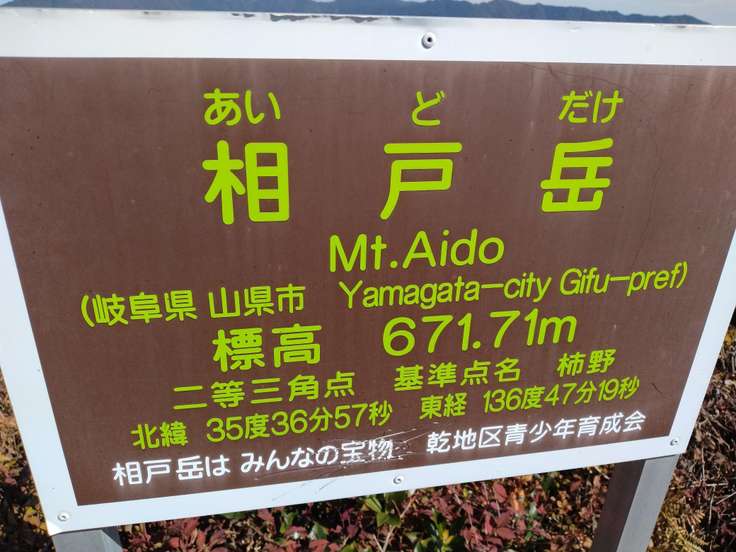 あい ど だけ
相戸岳
Mt.Aido
(岐阜県 山県市 Yamagata-city Gifu-pref)
標高 671.71m
二等三角点 基準点名 柿野
北緯 35度36分57秒 東経 136度47分19秒
相戸岳は みんなの宝物 乾地区青少年育成会